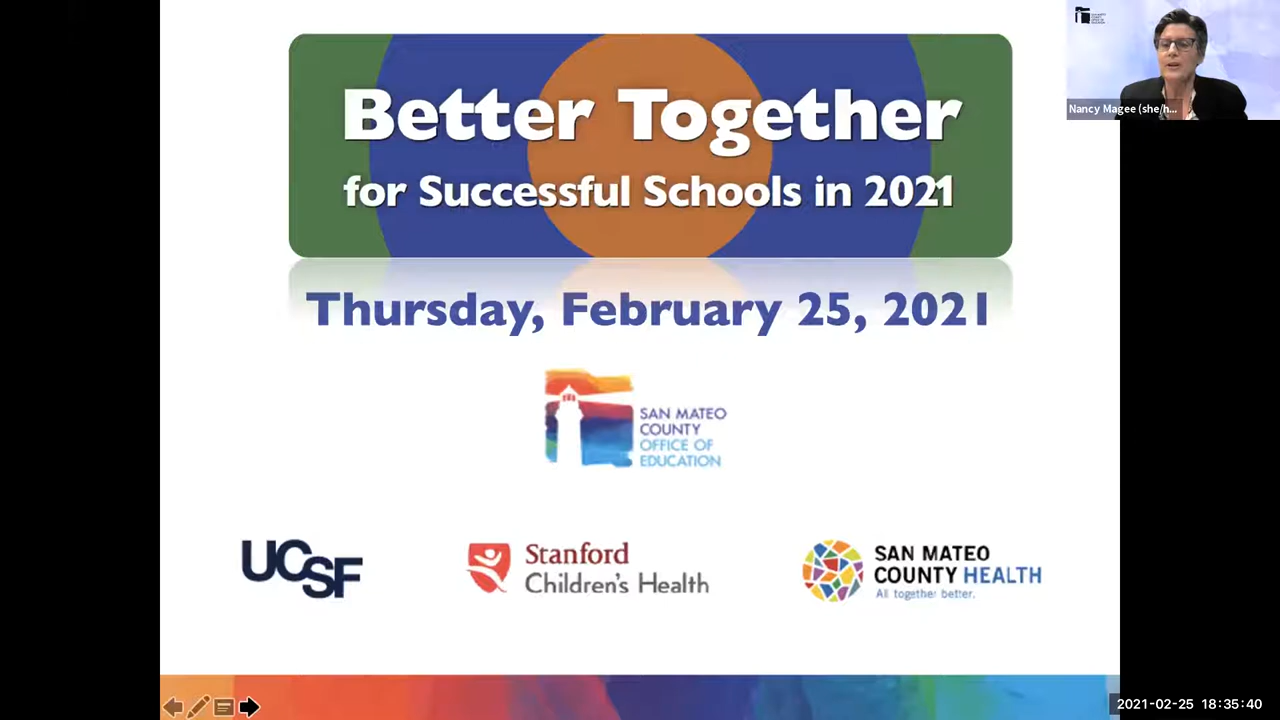 Better Together
for Successful Schools in 2021
Thursday, February 25, 2021
SAN MATEO
COUNTY
OFFICE OF
EDUCATION
UCSF
Stanford
Children's Health
SAN MATEO
COUNTY HEALTH
All together better.
Nancy Magee (she/h...
2021-02-25 18:35:40